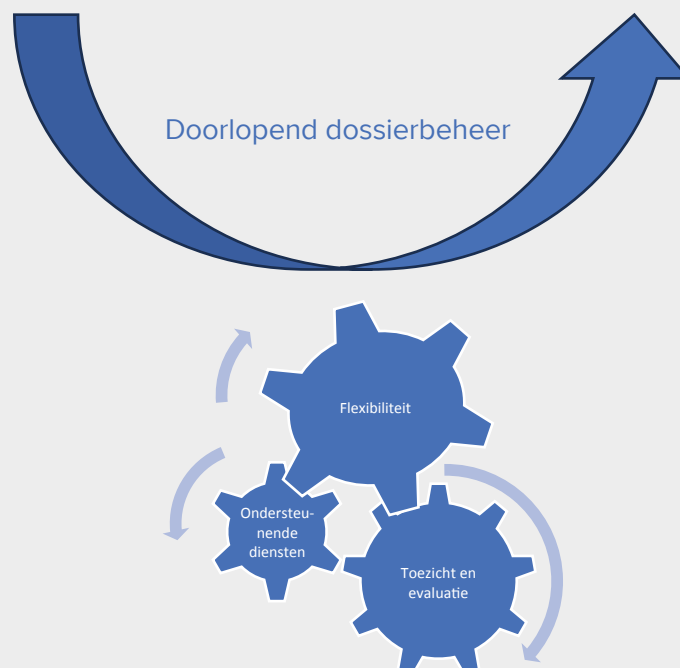 Doorlopend dossierbeheer
Flexibiliteit
Ondersteu-
nende
diensten
Toezicht en
evaluatie